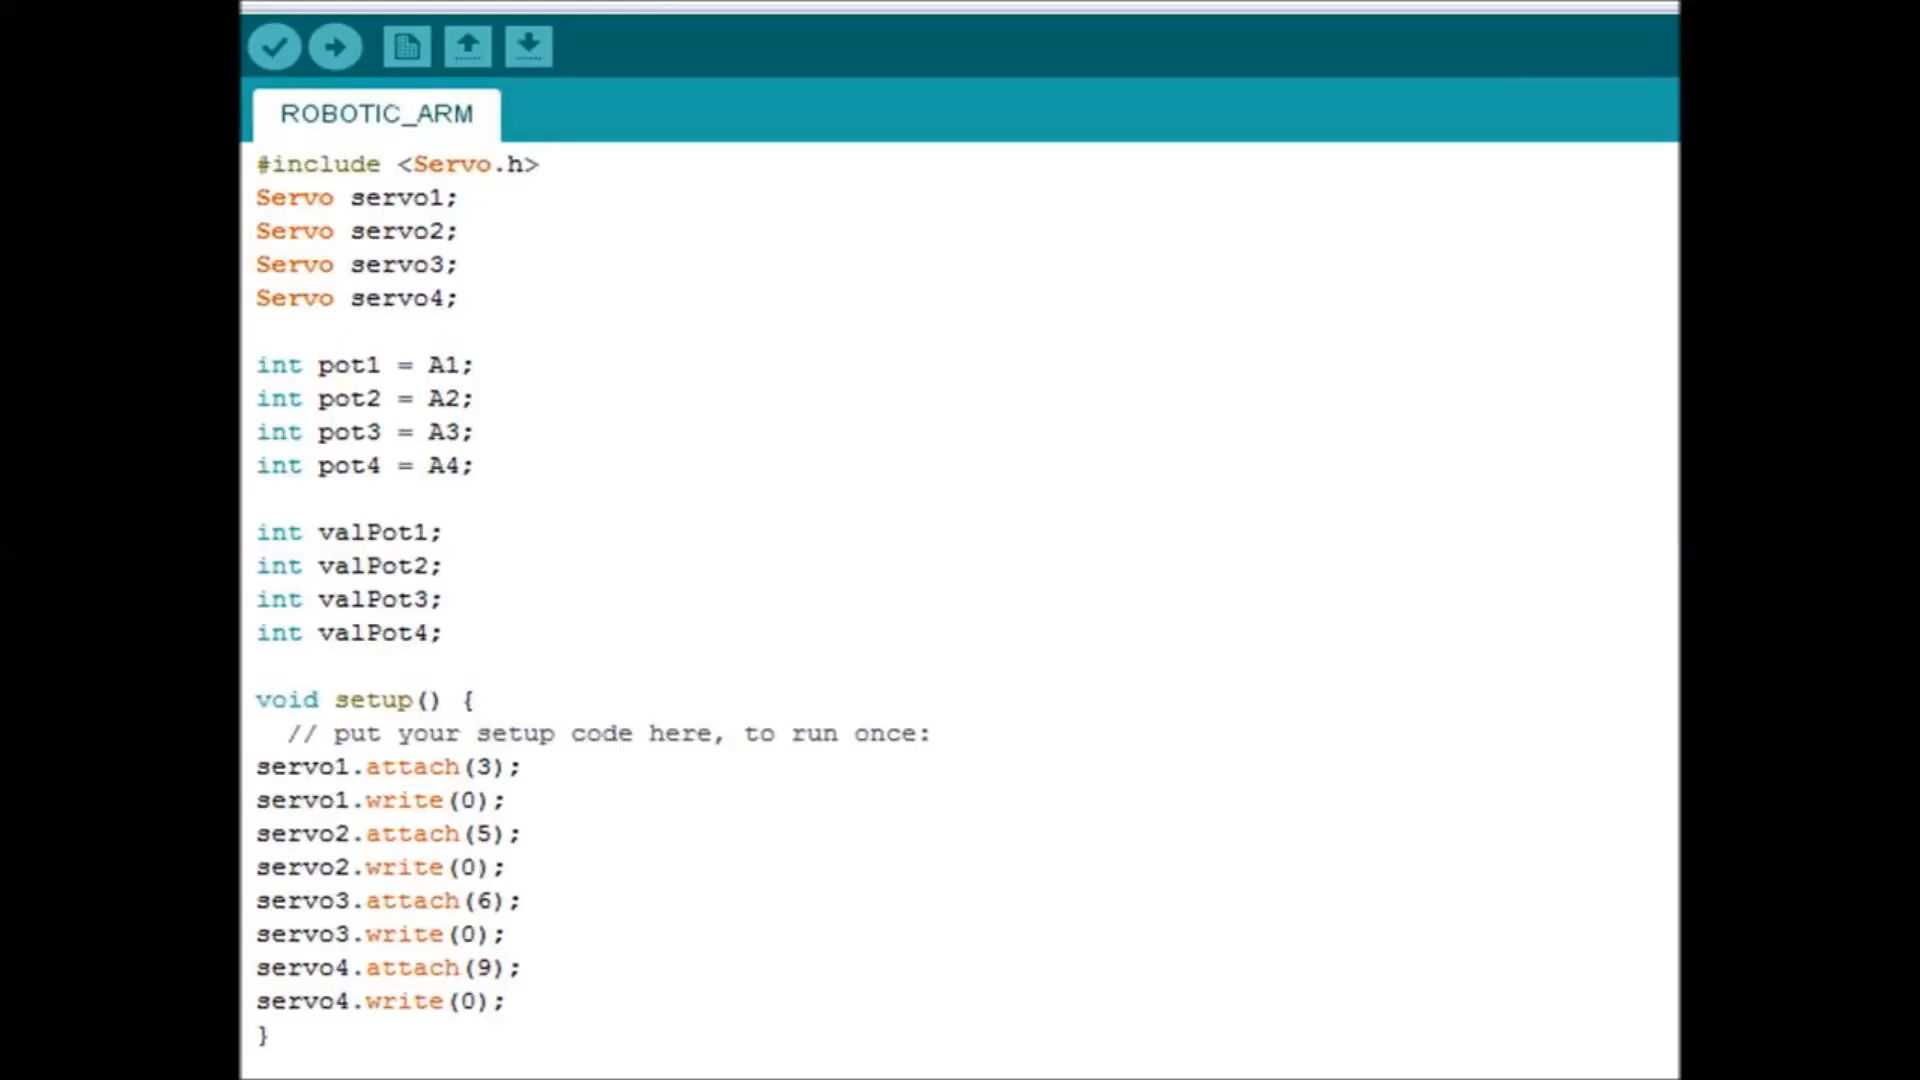 ROBOTIC_ARM
#include <Servo.h>
Servo servo1;
Servo servo2;
Servo servo3;
Servo servo4;
int pot1 = A1;
int pot2 = A2;
int pot3 = A3;
int pot4 = A4;
int valPot1;
int valPot2;
int valPot3;
int valPot4;
void setup() {
// put your setup code here, to run once:
servo1.attach(3);
servo1.write(0);
servo2.attach(5);
servo2.write(0);
servo3.attach(6);
servo3.write(0);
servo4.attach(9);
servo4.write(0);
}